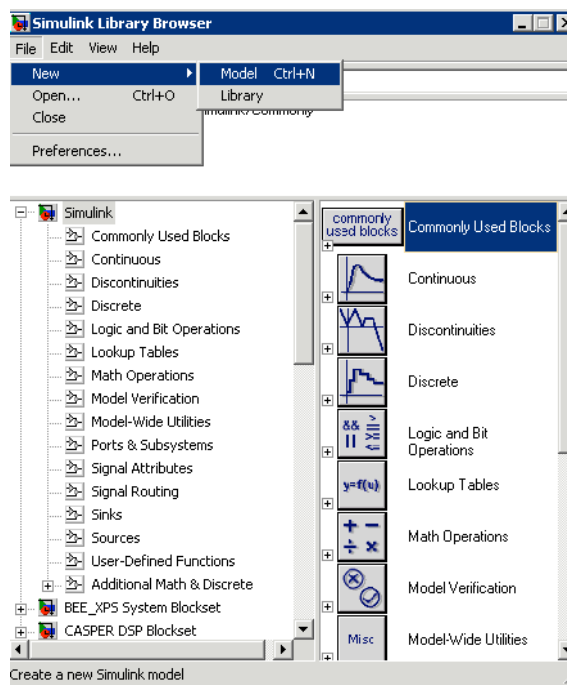 Simulink Library Browser
File Edit View Help
New
Model Ctrl+N
Open... Ctrl+O
Library
Close
Preferences...
Simulink
Commonly Used Blocks
Continuous
Discontinuities
Discrete
Logic and Bit Operations
Lookup Tables
Math Operations
Model Verification
Model-Wide Utilities
Ports & Subsystems
Signal Attributes
Signal Routing
Sinks
Sources
User-Defined Functions
Additional Math & Discrete
BEE_XPS System Blockset
CASPER DSP Blockset
commonly
used blocks
Commonly Used Blocks
Continuous
Discontinuities
Discrete
&& > || >= <=
Logic and Bit
Operations
y=f(u)
Lookup Tables
+ − ÷ ×
Math Operations
Model Verification
Misc
Model-Wide Utilities
Create a new Simulink model